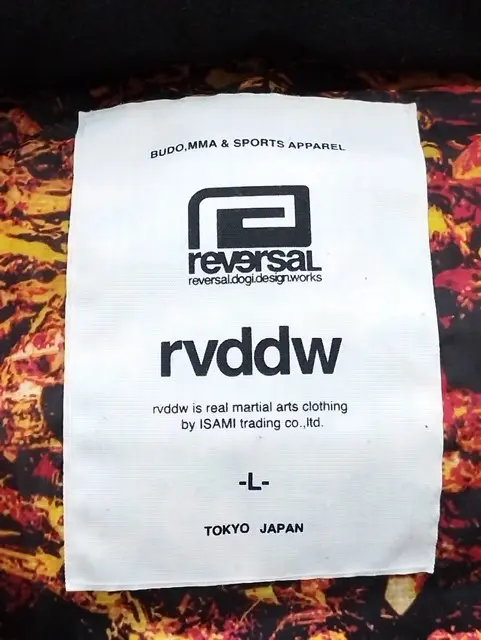 BUDO,MMA & SPORTS APPAREL
reversaL
reversal.dogi.design.works
rvddw
rvddw is real martial arts clothing
by ISAMI trading co.,ltd.
-L-
TOKYO JAPAN